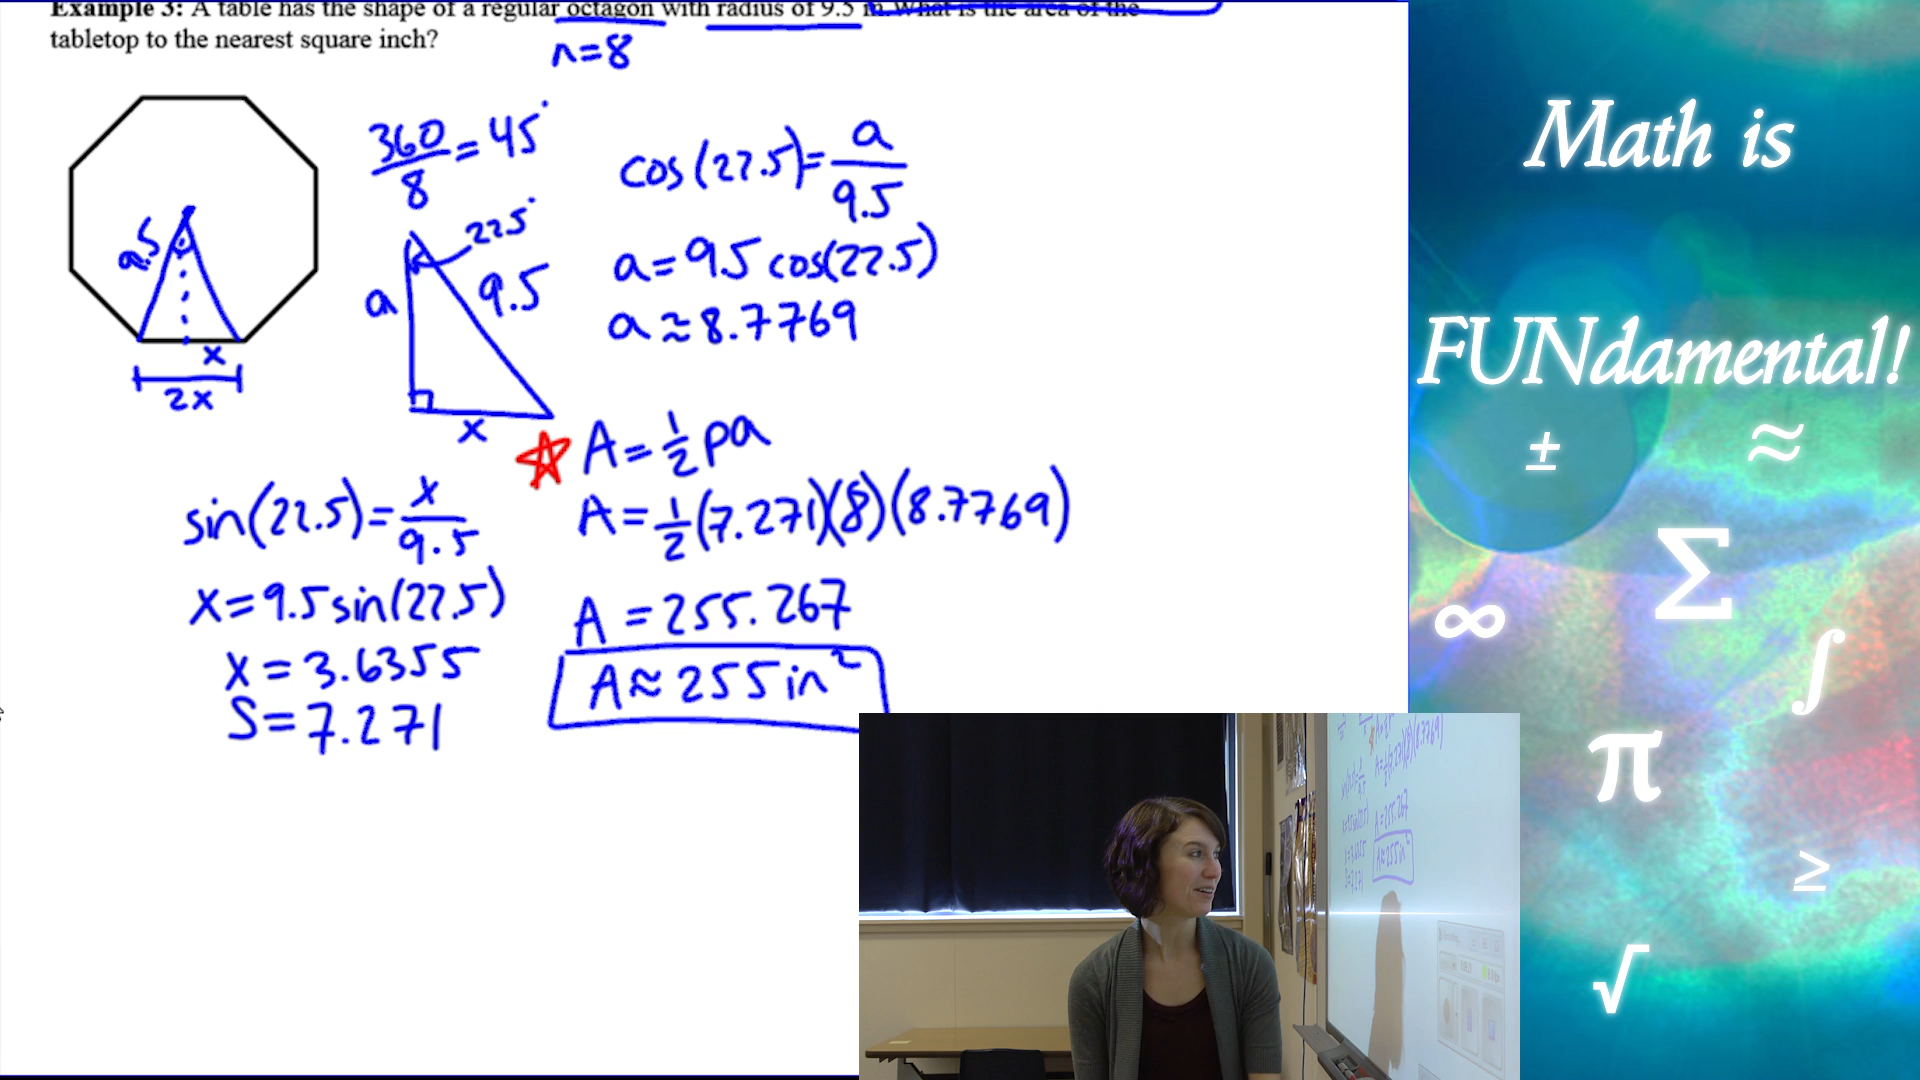 Example 3: A table has the shape of a regular octagon with radius of 9.5 in. What is the area of the
tabletop to the nearest square inch?
n=8
360/8=45°
9.5
x
2x
22.5°
a
9.5
x
cos(22.5)=a/9.5
a=9.5 cos(22.5)
a≈8.7769
A=½pa
A=½(7.271)(8)(8.7769)
A=255.267
A≈255in²
sin(22.5)=x/9.5
x=9.5sin(22.5)
x=3.6355
S=7.271
Math is
FUNdamental!
± ≈
Σ
∞
∫
π
≥
√
A=255.267
A≈255in²